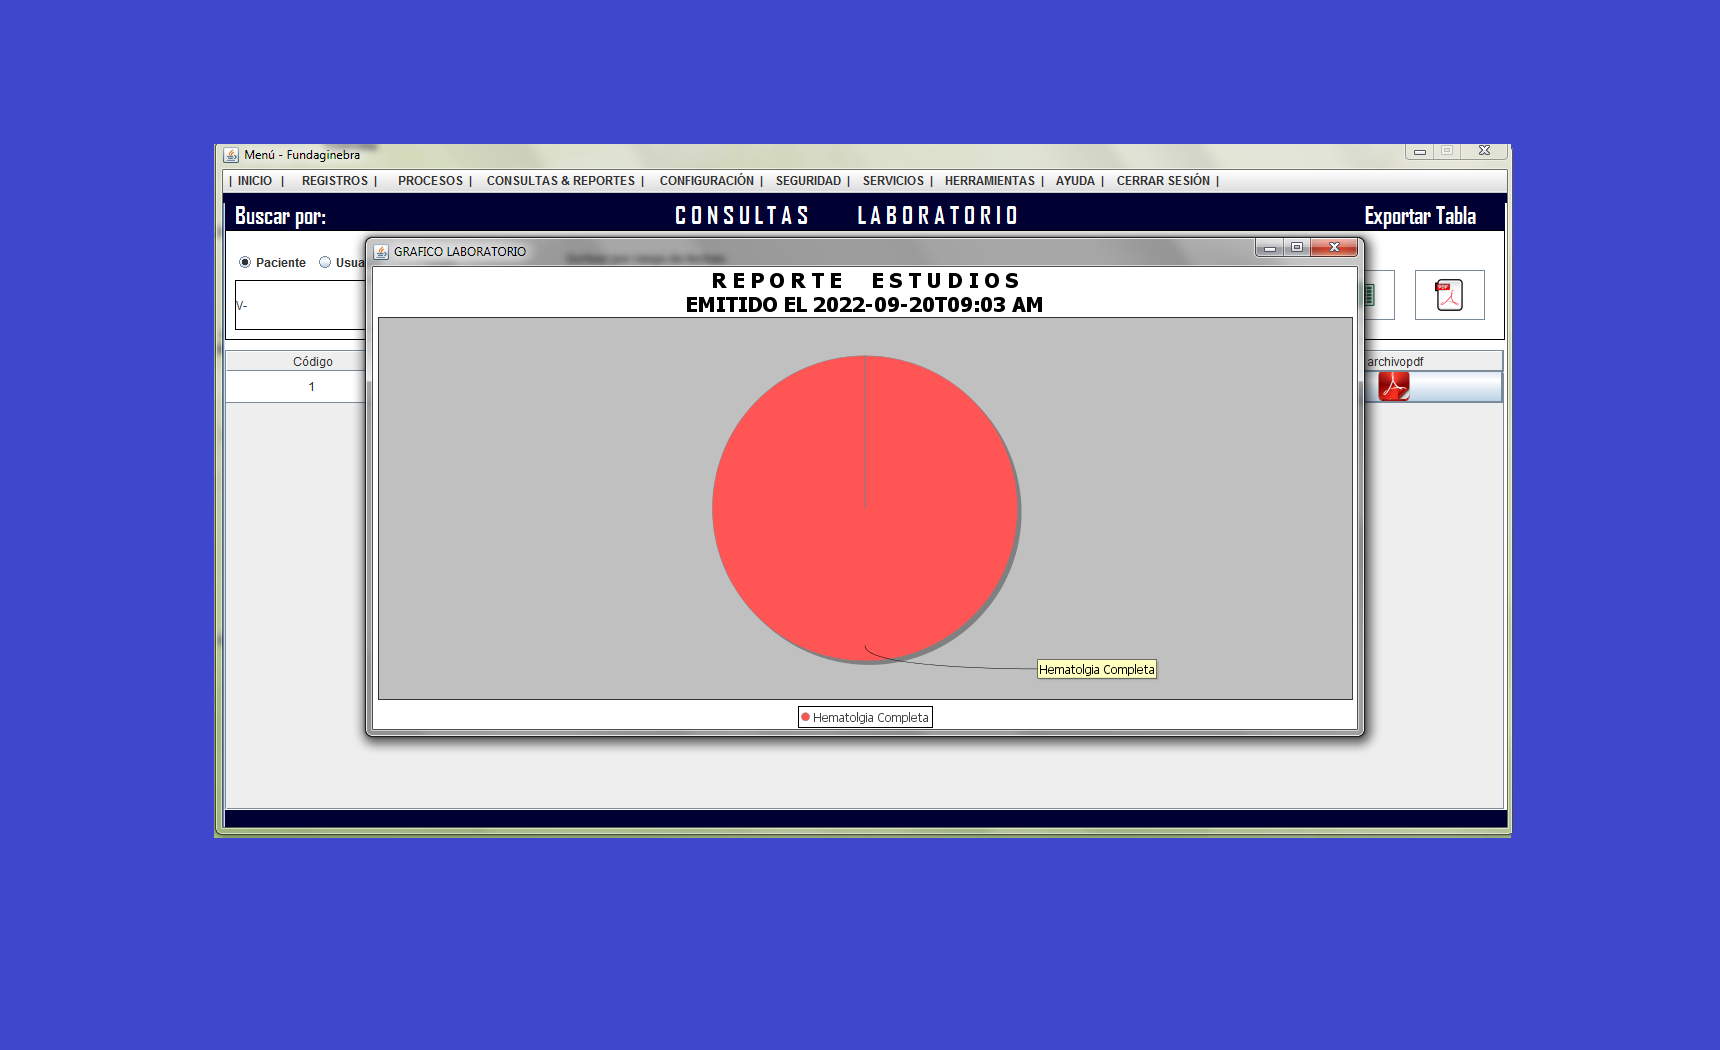 Menú - Fundaginebra
| INICIO | REGISTROS | PROCESOS | CONSULTAS & REPORTES | CONFIGURACIÓN | SEGURIDAD | SERVICIOS | HERRAMIENTAS | AYUDA | CERRAR SESIÓN |
Buscar por: CONSULTAS LABORATORIO Exportar Tabla
GRAFICO LABORATORIO
Paciente
V-
PDF
REPORTE ESTUDIOS
EMITIDO EL 2022-09-20T09:03 AM
Código archivopdf
1
Hematolgia Completa
Hematolgia Completa